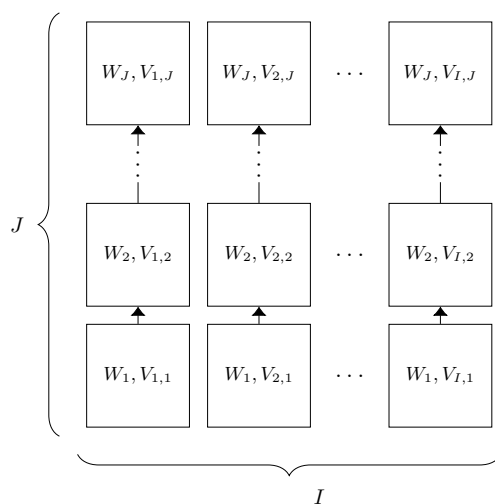 W_J, V_{1,J} W_J, V_{2,J} ··· W_J, V_{I,J}
⋮ ⋮ ⋮
J
W_2, V_{1,2} W_2, V_{2,2} ··· W_2, V_{I,2}
W_1, V_{1,1} W_1, V_{2,1} ··· W_1, V_{I,1}
I